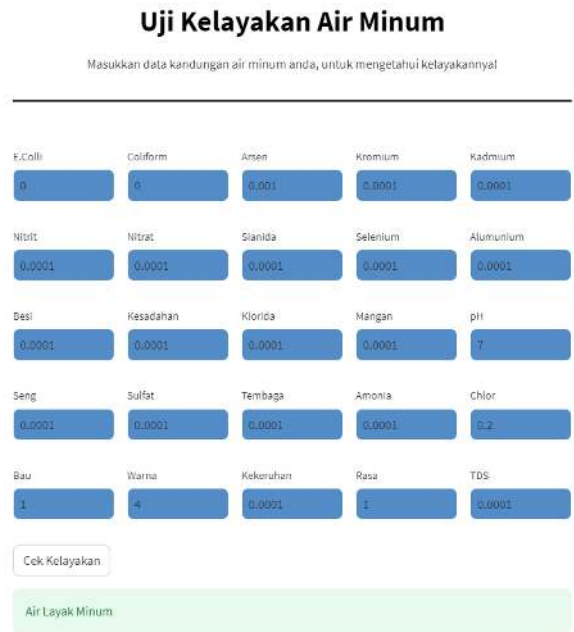 Uji Kelayakan Air Minum
Masukkan data kandungan air minum anda, untuk mengetahui kelayakannya!
E.Colli Coliform Arsen Kromium Kadmium
0 0 0.001 0.0001 0.0001
Nitrit Nitrat Sianida Selenium Alumunium
0.0001 0.0001 0.0001 0.0001 0.0001
Besi Kesadahan Klorida Mangan pH
0.0001 0.0001 0.0001 0.0001 7
Seng Sulfat Tembaga Amonia Chlor
0.0001 0.0001 0.0001 0.0001 0.2
Bau Warna Kekeruhan Rasa TDS
1 4 0.0001 1 0.0001
Cek Kelayakan
Air Layak Minum